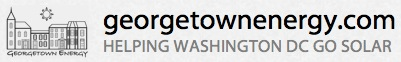 GEORGETOWN ENERGY
georgetownenergy.com
HELPING WASHINGTON DC GO SOLAR